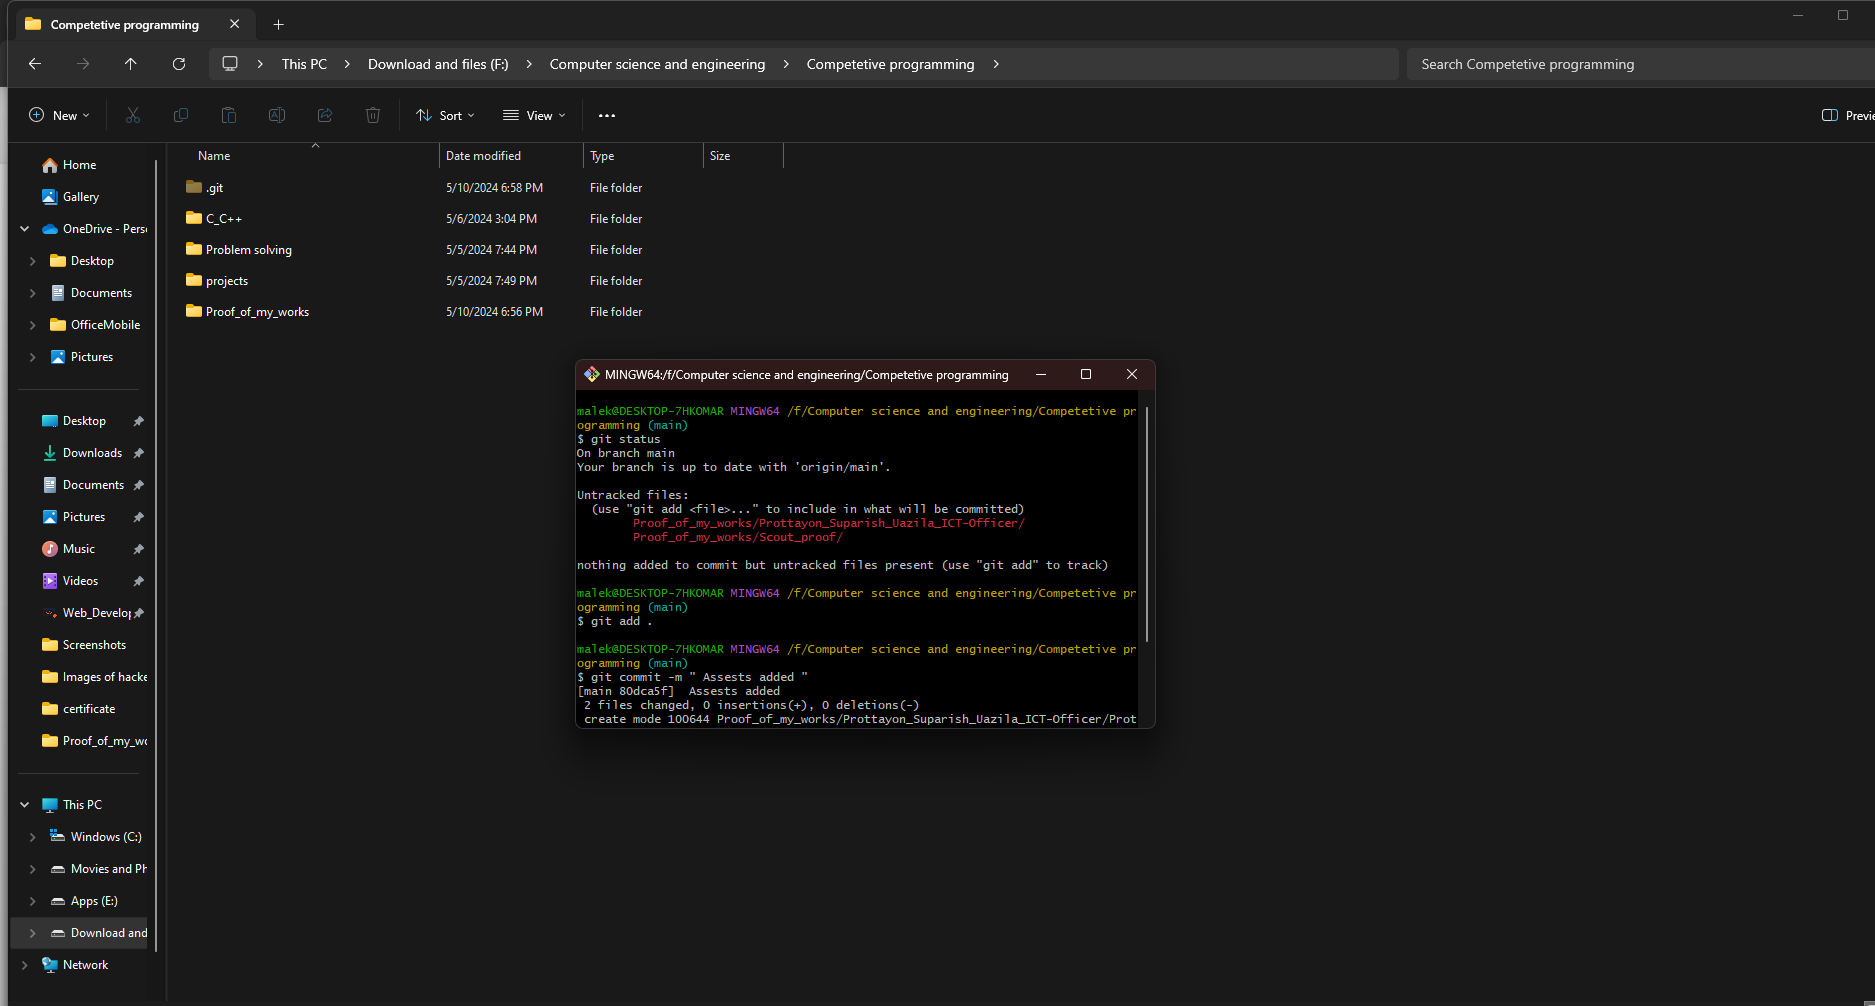 Competetive programming
This PC > Download and files (F:) > Computer science and engineering > Competetive programming >
Search Competetive programming
New
Sort
View
Previe
Name Date modified Type Size
.git 5/10/2024 6:58 PM File folder
C_C++ 5/6/2024 3:04 PM File folder
Problem solving 5/5/2024 7:44 PM File folder
projects 5/5/2024 7:49 PM File folder
Proof_of_my_works 5/10/2024 6:56 PM File folder
Home
Gallery
OneDrive - Perso
Desktop
Documents
OfficeMobile
Pictures
Desktop
Downloads
Documents
Pictures
Music
Videos
Web_Develop
Screenshots
Images of hacke
certificate
Proof_of_my_wo
This PC
Windows (C:)
Movies and Ph
Apps (E:)
Download and
Network
MINGW64:/f/Computer science and engineering/Competetive programming
malek@DESKTOP-7HKOMAR MINGW64 /f/Computer science and engineering/Competetive pr
ogramming (main)
$ git status
On branch main
Your branch is up to date with 'origin/main'.
Untracked files:
(use "git add <file>..." to include in what will be committed)
Proof_of_my_works/Prottayon_Suparish_Uazila_ICT-Officer/
Proof_of_my_works/Scout_proof/
nothing added to commit but untracked files present (use "git add" to track)
malek@DESKTOP-7HKOMAR MINGW64 /f/Computer science and engineering/Competetive pr
ogramming (main)
$ git add .
malek@DESKTOP-7HKOMAR MINGW64 /f/Computer science and engineering/Competetive pr
ogramming (main)
$ git commit -m " Assests added "
[main 80dca5f]  Assests added
2 files changed, 0 insertions(+), 0 deletions(-)
create mode 100644 Proof_of_my_works/Prottayon_Suparish_Uazila_ICT-Officer/Prot